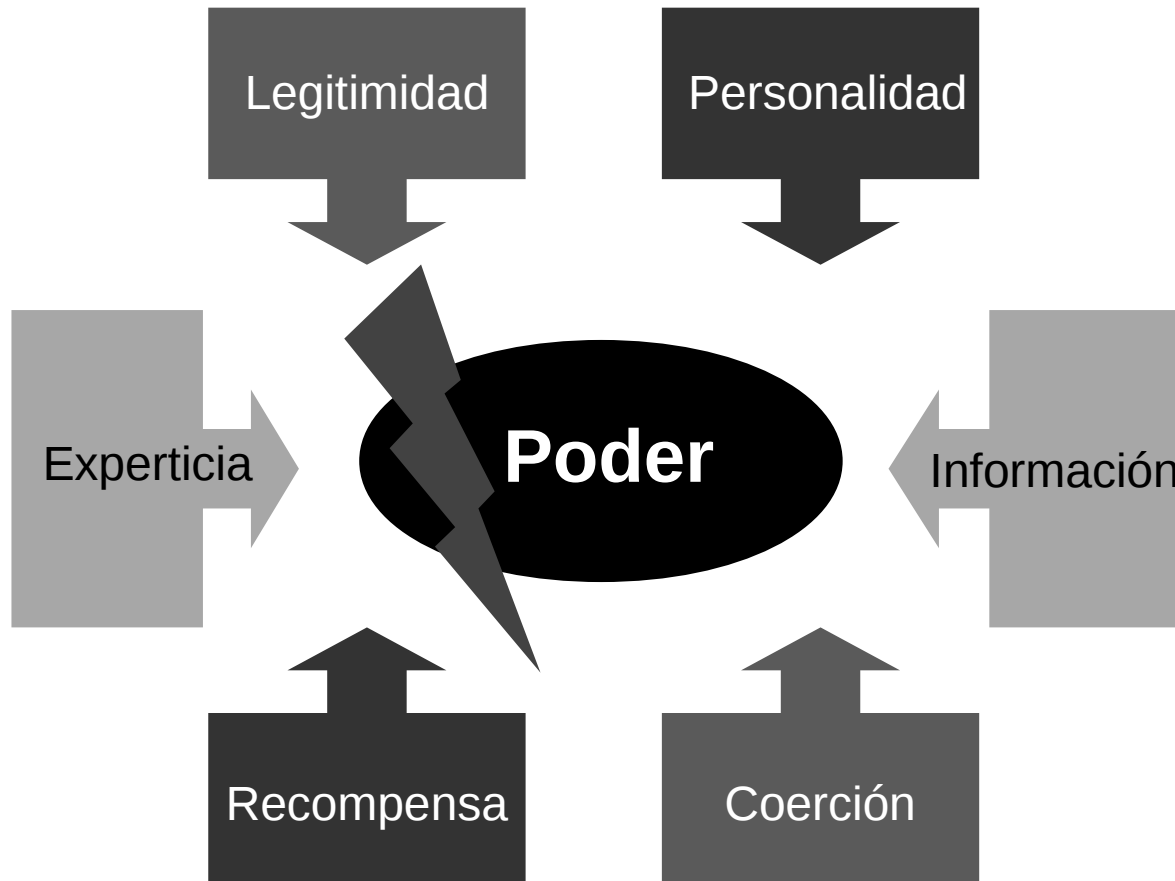 Legitimidad
Personalidad
Experticia
Poder
Información
Recompensa
Coerción